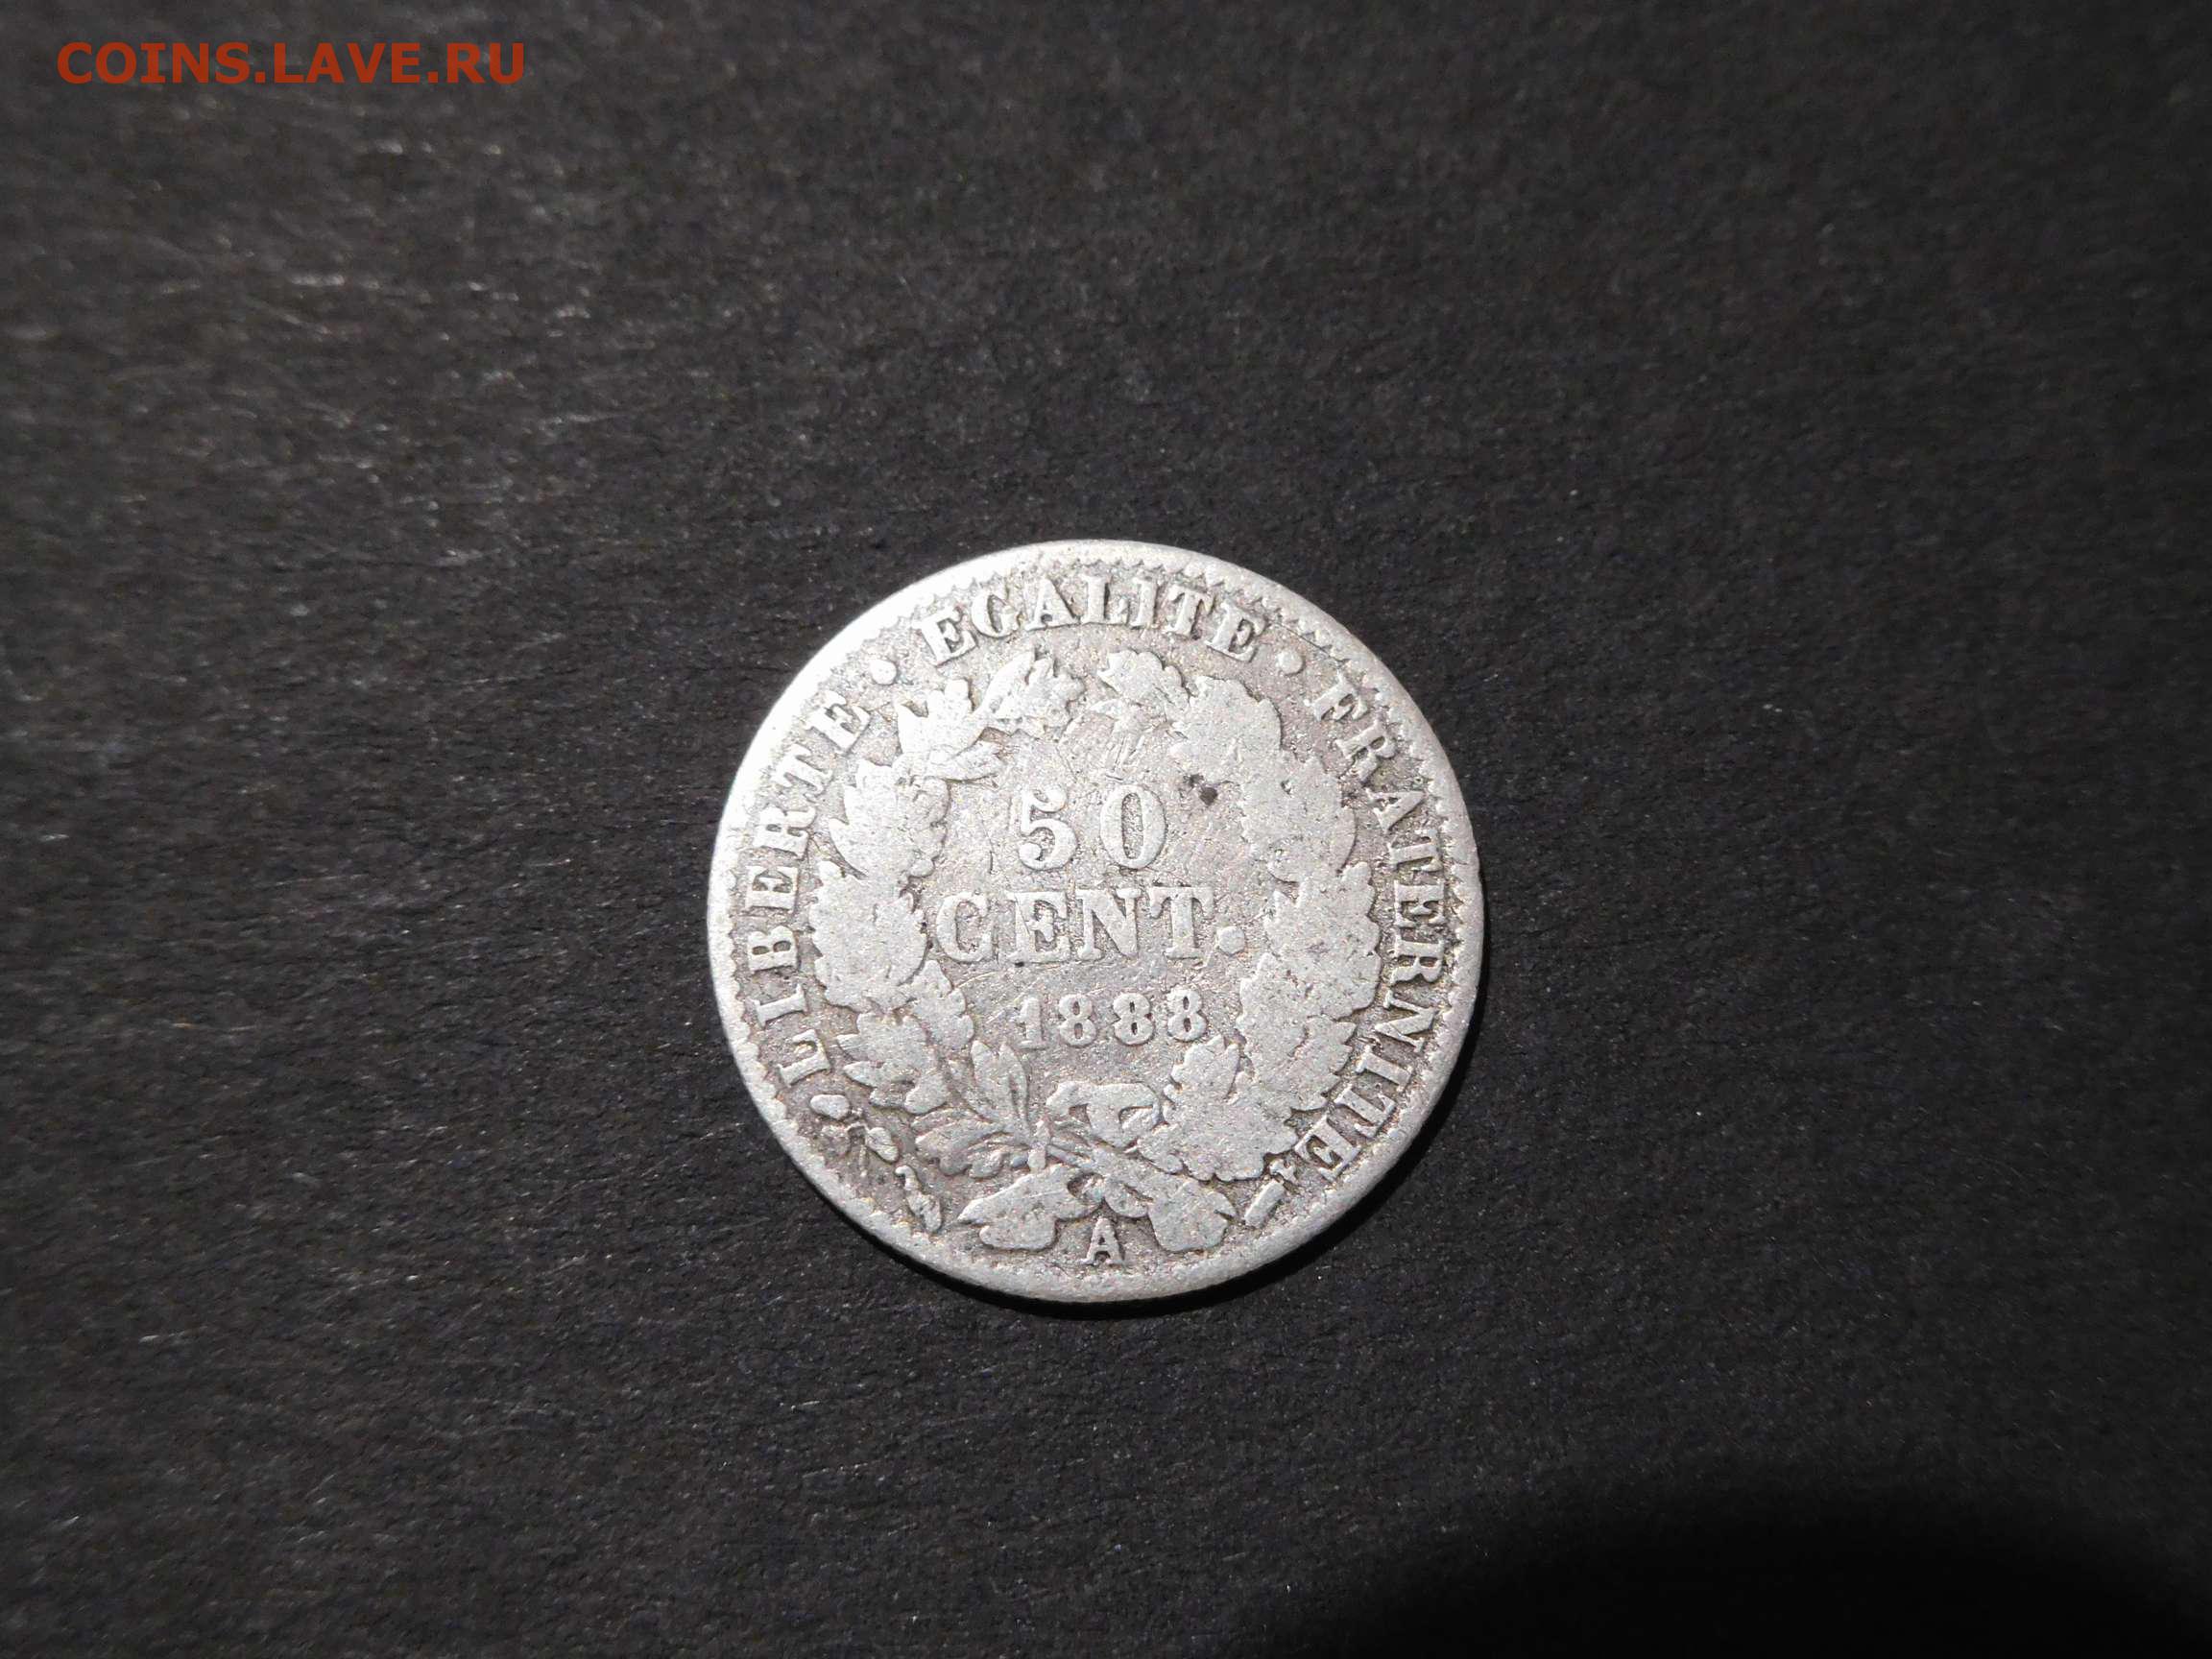 COINS.LAVE.RU
LIBERTE • EGALITE • FRATERNITE
50
CENT.
1888
A